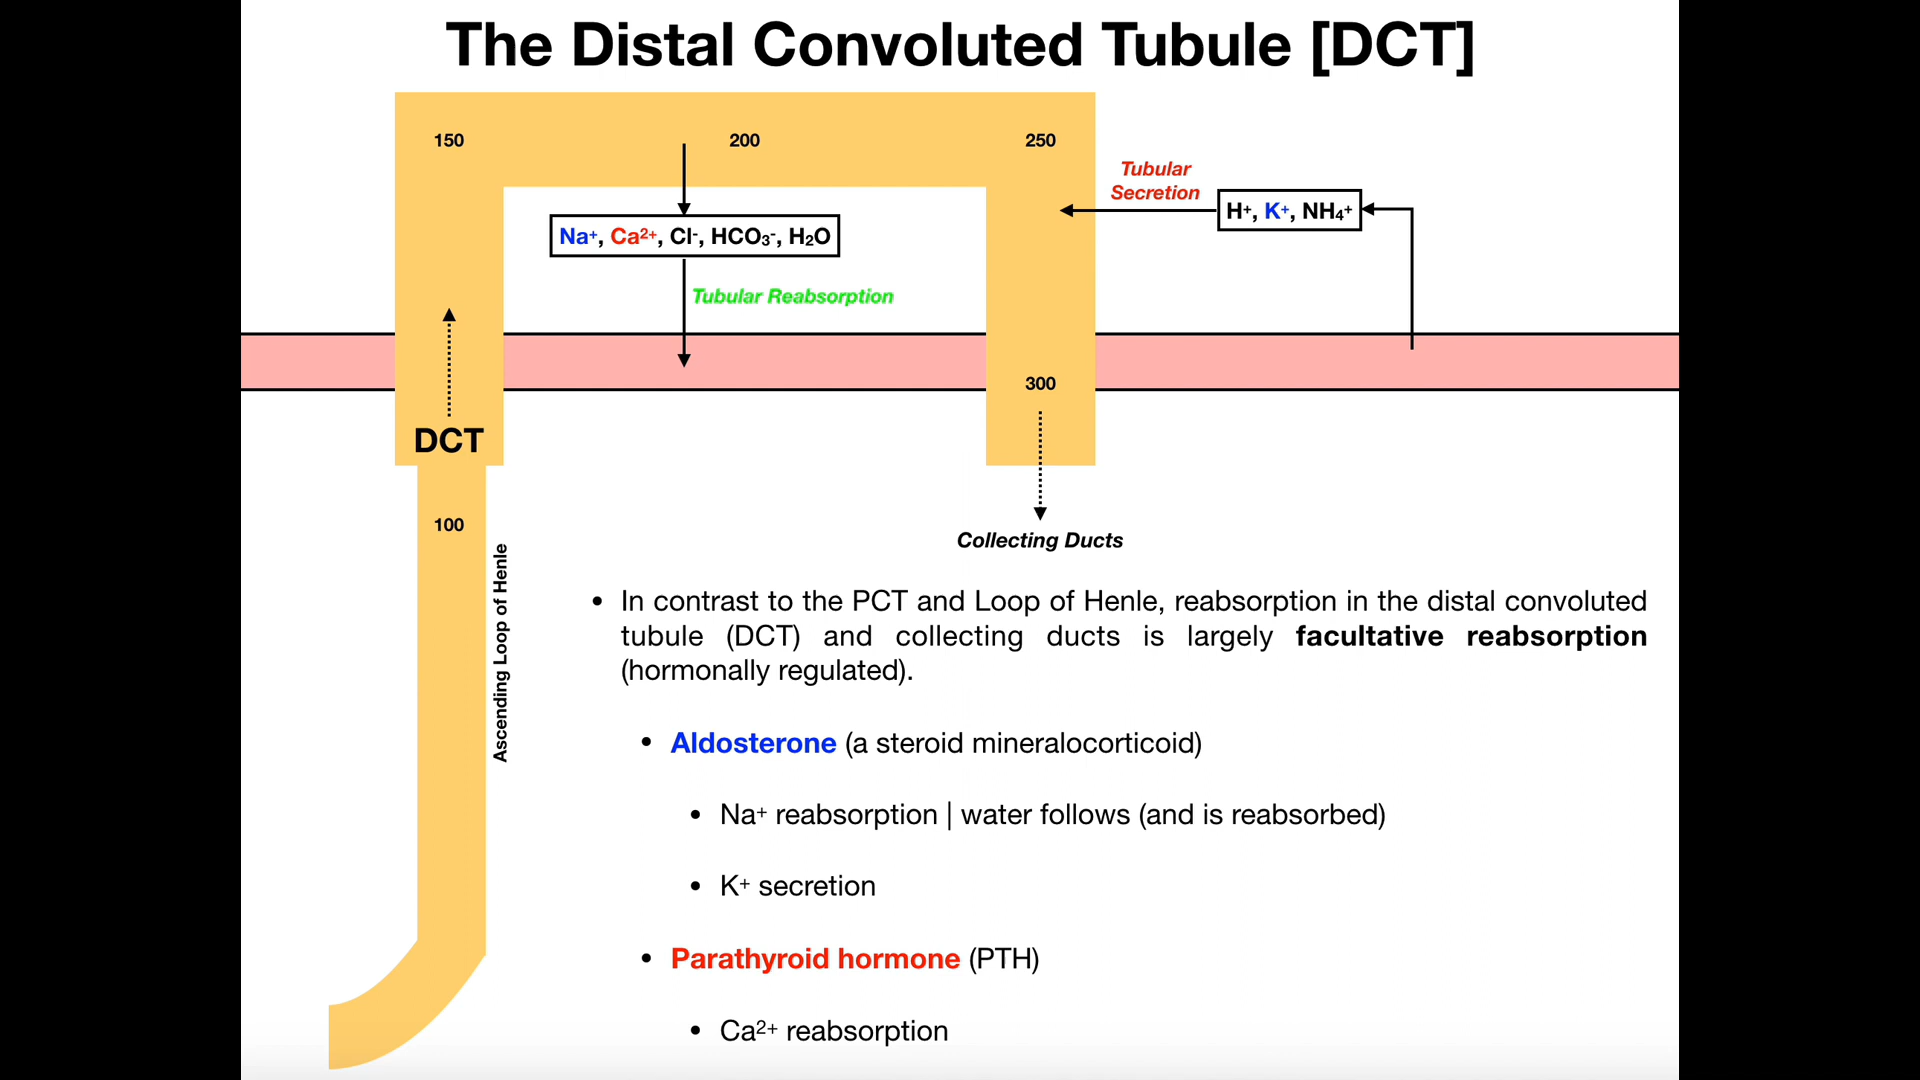 The Distal Convoluted Tubule [DCT]
150
200
250
Tubular
Secretion
H⁺, K⁺, NH₄⁺
Na⁺, Ca²⁺, Cl⁻, HCO₃⁻, H₂O
Tubular Reabsorption
300
DCT
100
Ascending Loop of Henle
Collecting Ducts
• In contrast to the PCT and Loop of Henle, reabsorption in the distal convoluted
tubule (DCT) and collecting ducts is largely facultative reabsorption
(hormonally regulated).
• Aldosterone (a steroid mineralocorticoid)
• Na⁺ reabsorption | water follows (and is reabsorbed)
• K⁺ secretion
• Parathyroid hormone (PTH)
• Ca²⁺ reabsorption